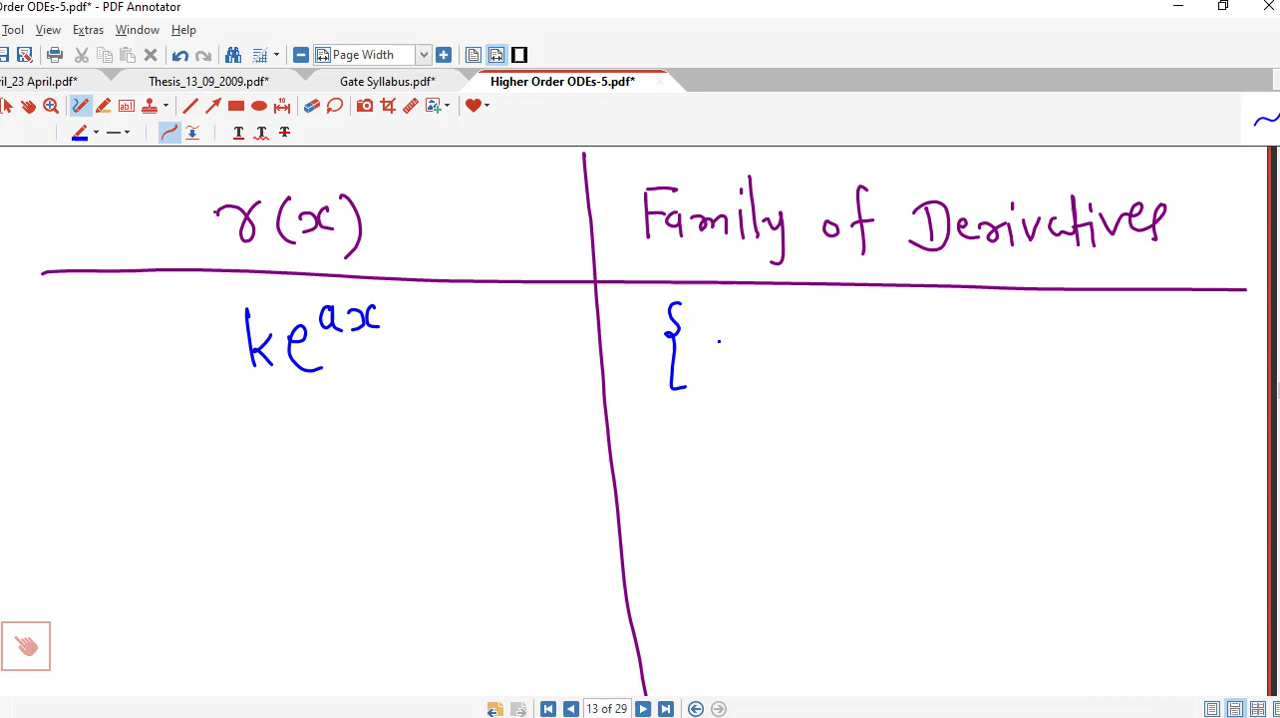 Order ODEs-5.pdf* - PDF Annotator
Tool View Extras Window Help
Page Width
il_23 April.pdf* Thesis_13_09_2009.pdf* Gate Syllabus.pdf* Higher Order ODEs-5.pdf*
r(x) Family of Derivatives
ke^{ax} {
13 of 29